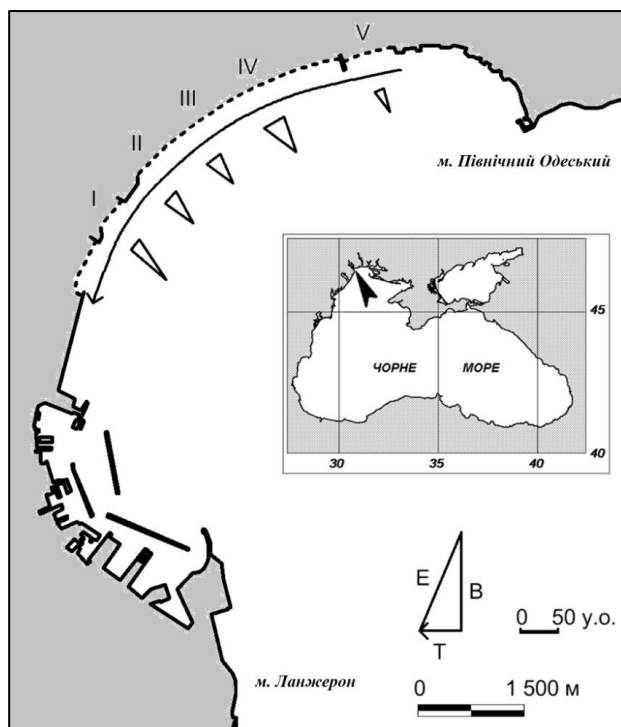 V
IV
III
II
I
м. Північний Одеський
45
ЧОРНЕ МОРЕ
40
30 35 40
E
B
T
0 50 у.о.
м. Ланжерон
0 1 500 м